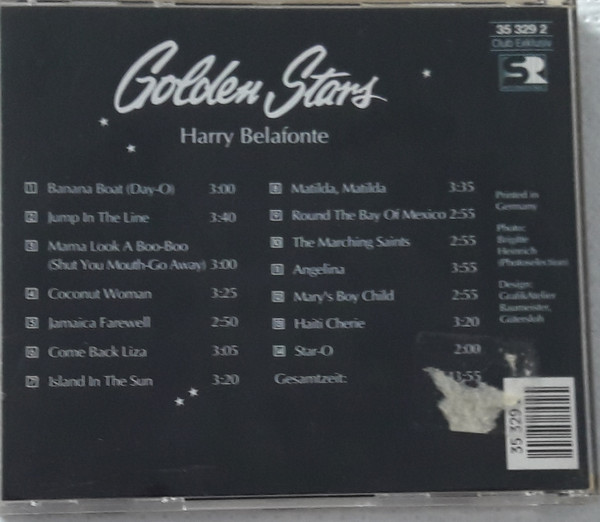 35 329 2
Club Exklusiv
SR
Golden Stars
Harry Belafonte
1 Banana Boat (Day-O) 3:00
2 Jump In The Line 3:40
3 Mama Look A Boo-Boo
(Shut You Mouth-Go Away) 3:00
4 Coconut Woman 3:25
5 Jamaica Farewell 2:50
6 Come Back Liza 3:05
7 Island In The Sun 3:20
8 Matilda, Matilda 3:35
9 Round The Bay Of Mexico 2:55
10 The Marching Saints 2:55
11 Angelina 3:55
12 Mary's Boy Child 2:55
13 Haiti Cherie 3:20
14 Star-O 2:00
Gesamtzeit: 43:55
Printed in
Germany
Photo:
Brigitte
Heinrich
(Photoselection)
Design:
GrafikAtelier
Baumeister,
Gütersloh
35 329